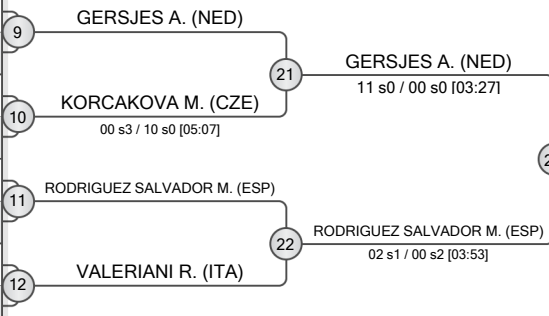 9
GERSJES A. (NED)
21
GERSJES A. (NED)
11 s0 / 00 s0 [03:27]
10
KORCAKOVA M. (CZE)
00 s3 / 10 s0 [05:07]
11
RODRIGUEZ SALVADOR M. (ESP)
22
RODRIGUEZ SALVADOR M. (ESP)
02 s1 / 00 s2 [03:53]
12
VALERIANI R. (ITA)